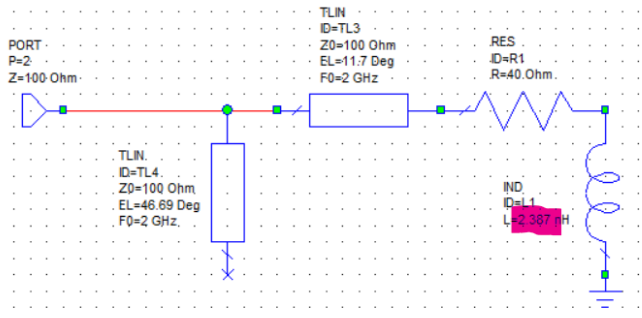 TLIN
ID=TL3
Z0=100 Ohm
EL=11.7 Deg
F0=2 GHz
PORT
P=2
Z=100 Ohm
RES
ID=R1
R=40 Ohm
TLIN
ID=TL4
Z0=100 Ohm
EL=46.69 Deg
F0=2 GHz
IND
ID=L1
L=2.387 nH